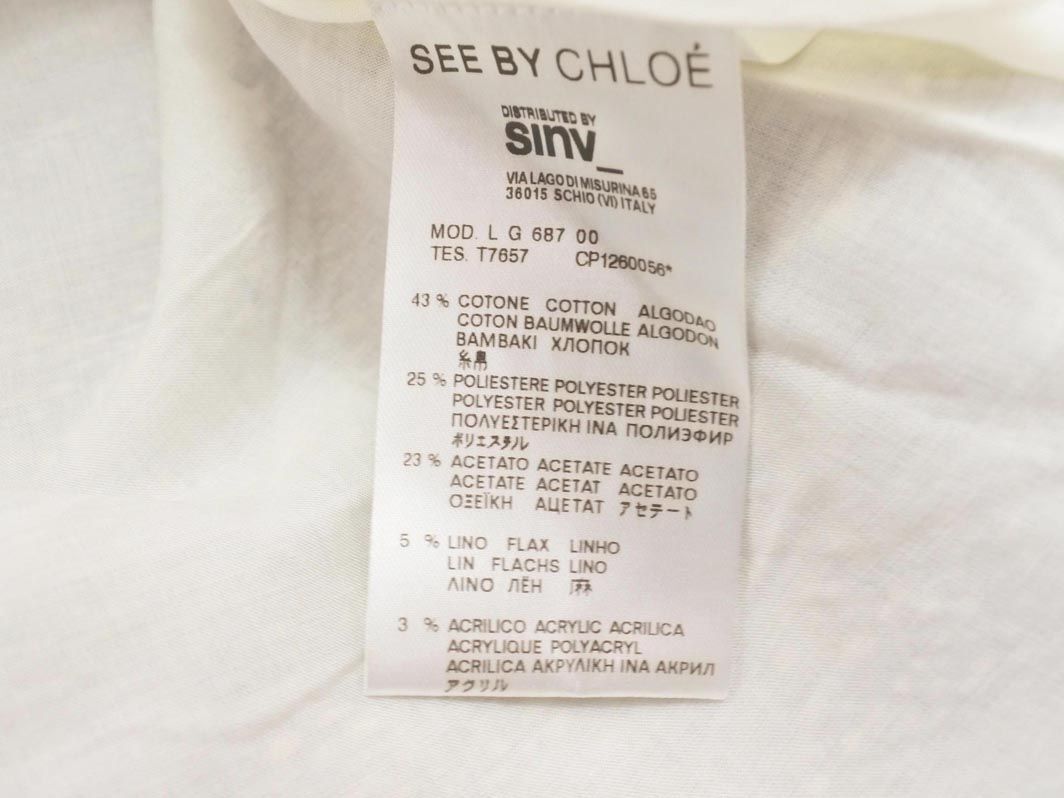 SEE BY CHLOÉ
DISTRIBUTED BY
sinv_
VIA LAGO DI MISURINA 65
36015 SCHIO (VI) ITALY
MOD. L G 687 00
TES. T7657 CP1260056*
43 % COTONE COTTON ALGODAO
COTON BAUMWOLLE ALGODON
BAMBAKI ХЛОПОК
綿
25 % POLIESTERE POLYESTER POLIESTER
POLYESTER POLYESTER POLIESTER
ΠΟΛΥΕΣΤΕΡΙΚΗ ΙΝΑ ПОЛИЭФИР
ポリエステル
23 % ACETATO ACETATE ACETATO
ACETATE ACETAT ACETATO
ΟΞΕΪΚΗ АЦЕТАТ アセテート
5 % LINO FLAX LINHO
LIN FLACHS LINO
ΛΙΝΟ ЛЁН 麻
3 % ACRILICO ACRYLIC ACRILICA
ACRYLIQUE POLYACRYL
ACRILICA ΑΚΡΥΛΙΚΗ ΙΝΑ АКРИЛ
アクリル